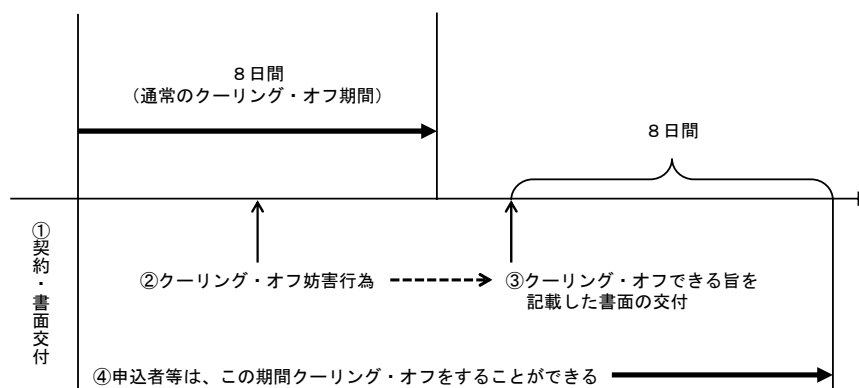 ８日間
（通常のクーリング・オフ期間）
８日間
①契約・書面交付
②クーリング・オフ妨害行為
③クーリング・オフできる旨を
記載した書面の交付
④申込者等は、この期間クーリング・オフをすることができる